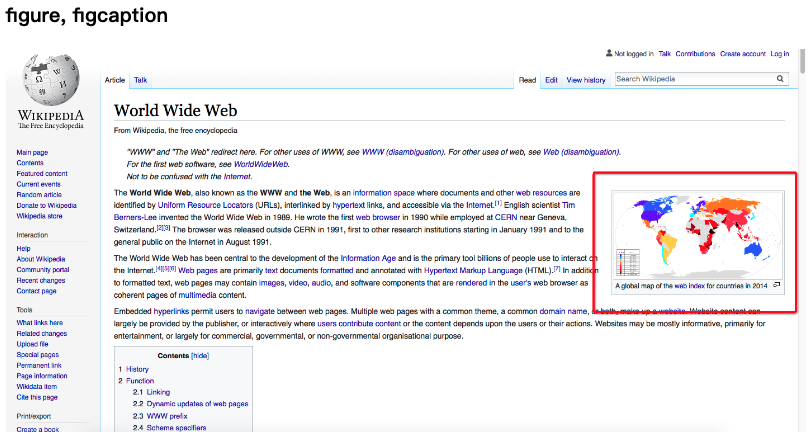 figure, figcaption
Not logged in Talk Contributions Create account Log in
Article Talk Read Edit View history Search Wikipedia
WIKIPEDIA
The Free Encyclopedia
Main page
Contents
Featured content
Current events
Random article
Donate to Wikipedia
Wikipedia store
Interaction
Help
About Wikipedia
Community portal
Recent changes
Contact page
Tools
What links here
Related changes
Upload file
Special pages
Permanent link
Page information
Wikidata item
Cite this page
Print/export
Create a book
World Wide Web
From Wikipedia, the free encyclopedia
"WWW" and "The Web" redirect here. For other uses of WWW, see WWW (disambiguation). For other uses of web, see Web (disambiguation).
For the first web software, see WorldWideWeb.
Not to be confused with the Internet.
The World Wide Web, also known as the WWW and the Web, is an information space where documents and other web resources are
identified by Uniform Resource Locators (URLs), interlinked by hypertext links, and accessible via the Internet.[1] English scientist Tim
Berners-Lee invented the World Wide Web in 1989. He wrote the first web browser in 1990 while employed at CERN near Geneva,
Switzerland.[2][3] The browser was released outside CERN in 1991, first to other research institutions starting in January 1991 and to the
general public on the Internet in August 1991.
The World Wide Web has been central to the development of the Information Age and is the primary tool billions of people use to interact on
the Internet.[4][5][6] Web pages are primarily text documents formatted and annotated with Hypertext Markup Language (HTML).[7] In addition
to formatted text, web pages may contain images, video, audio, and software components that are rendered in the user's web browser as
coherent pages of multimedia content.
A global map of the web index for countries in 2014
Embedded hyperlinks permit users to navigate between web pages. Multiple web pages with a common theme, a common domain name, or both, make up a website. Website content can
largely be provided by the publisher, or interactively where users contribute content or the content depends upon the users or their actions. Websites may be mostly informative, primarily for
entertainment, or largely for commercial, governmental, or non-governmental organisational purpose.
Contents [hide]
1 History
2 Function
2.1 Linking
2.2 Dynamic updates of web pages
2.3 WWW prefix
2.4 Scheme specifiers